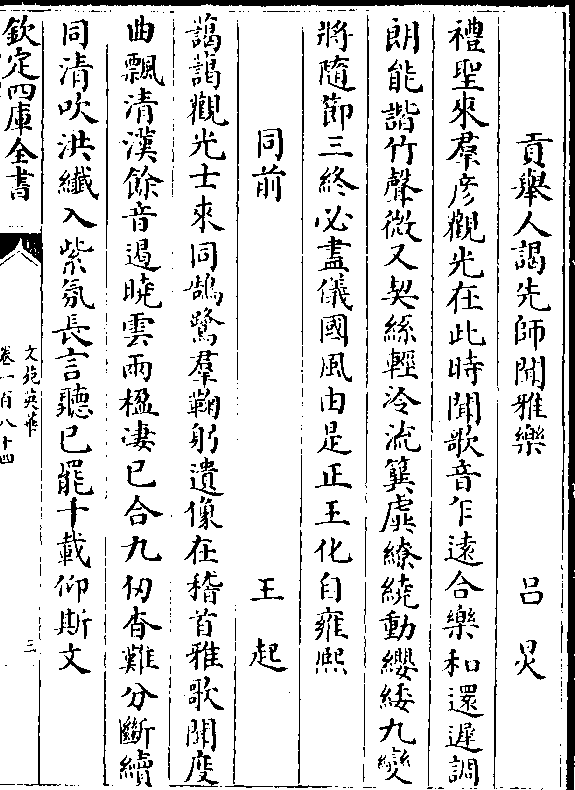 貢舉人謁先師聞雅樂　吕炅
禮聖來羣彦觀光在此時聞歌音乍遠合樂和還遲調
朗能諧竹聲微又契絲輕泠流簨虡繚繞動纓緌九變
將隨節三終必盡儀國風由是正王化自雍熙
同前　王起
藹藹觀光士來同鵠鷺羣鞠躬遺像在稽首雅歌聞度
曲飄清漢餘音遏曉雲兩楹凄已合九仞杳難分斷續
同清吹洪纖入紫氛長言聽已罷千載仰斯文
欽定四庫全書
文苑英華
卷一百八十四
三